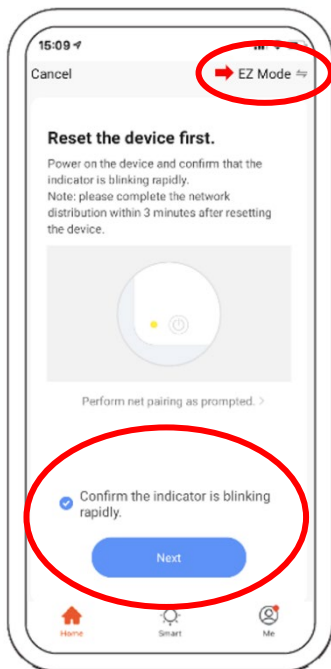 15:09
Cancel
EZ Mode
Reset the device first.
Power on the device and confirm that the
indicator is blinking rapidly.
Note: please complete the network
distribution within 3 minutes after resetting
the device.
Perform net pairing as prompted. >
Confirm the indicator is blinking
rapidly.
Next
Home
Smart
Me